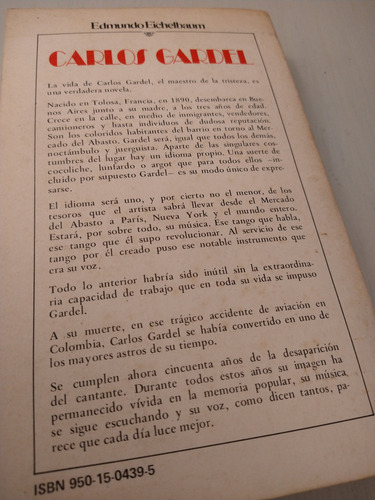 Edmundo Eichelbaum
CARLOS GARDEL
La vida de Carlos Gardel, el maestro de la tristeza, es
una verdadera novela.
Nacido en Tolosa, Francia, en 1890, desembarca en Bue-
nos Aires junto a su madre, a los tres años de edad.
Crece en la calle, en medio de inmigrantes, vendedores,
camioneros y hasta individuos de dudosa reputación.
Son los coloridos habitantes del barrio en torno al Mer-
cado del Abasto. Gardel será, igual que todos los demás,
noctámbulo y juerguista. Aparte de las singulares cos-
tumbres del lugar hay un idioma propio. Una suerte de
cocoliche, lunfardo o argot que para todos ellos —in-
cluido por supuesto Gardel— es su modo único de expre-
sarse.
El idioma será uno, y por cierto no el menor, de los
tesoros que el artista sabrá llevar desde el Mercado
del Abasto a París, Nueva York y el mundo entero.
Estará, por sobre todo, su música. Ese tango que habla,
ese tango que él supo revolucionar. Al servicio de ese
tango por él creado puso ese notable instrumento que
era su voz.
Todo lo anterior habría sido inútil sin la extraordina-
ria capacidad de trabajo que en toda su vida se impuso
Gardel.
A su muerte, en ese trágico accidente de aviación en
Colombia, Carlos Gardel se había convertido en uno de
los mayores astros de su tiempo.
Se cumplen ahora cincuenta años de la desaparición
del cantante. Durante todos estos años su imagen ha
permanecido vívida en la memoria popular, su música,
se sigue escuchando y su voz, como dicen tantos, pa-
rece que cada día luce mejor.
ISBN 950-15-0439-5